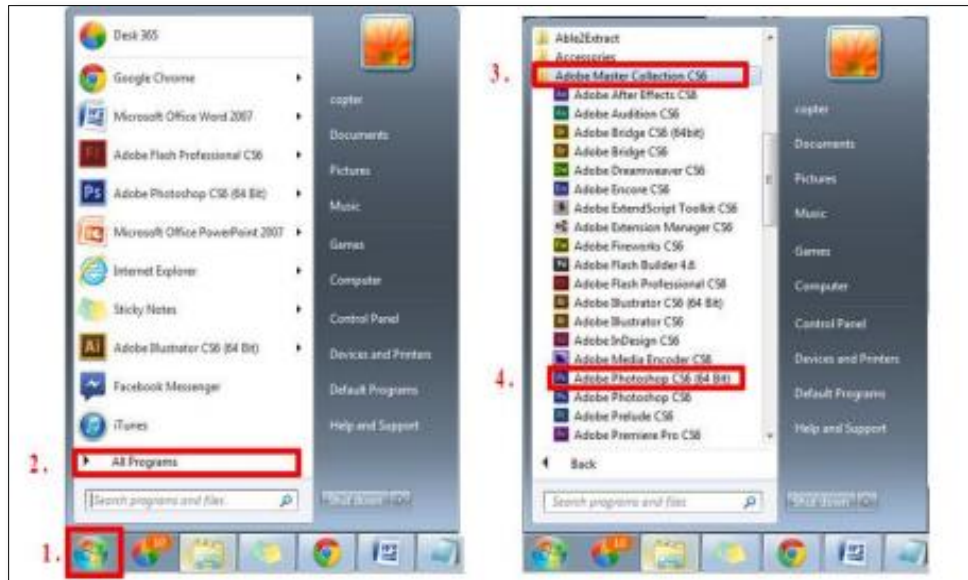 Desk 365
Google Chrome
Microsoft Office Word 2007
Adobe Flash Professional CS6
Adobe Photoshop CS6 (64 Bit)
Microsoft Office PowerPoint 2007
Internet Explorer
Sticky Notes
Adobe Illustrator CS6 (64 Bit)
Facebook Messenger
iTunes
2. All Programs
Search programs and files
1.
copter
Documents
Pictures
Music
Games
Computer
Control Panel
Devices and Printers
Default Programs
Help and Support
Shut down
Able2Extract
Accessories
3. Adobe Master Collection CS6
Adobe After Effects CS6
Adobe Audition CS6
Adobe Bridge CS6 (64bit)
Adobe Bridge CS6
Adobe Dreamweaver CS6
Adobe Encore CS6
Adobe ExtendScript Toolkit CS6
Adobe Extension Manager CS6
Adobe Fireworks CS6
Adobe Flash Builder 4.6
Adobe Flash Professional CS6
Adobe Illustrator CS6 (64 Bit)
Adobe Illustrator CS6
Adobe InDesign CS6
Adobe Media Encoder CS6
4. Adobe Photoshop CS6 (64 Bit)
Adobe Photoshop CS6
Adobe Prelude CS6
Adobe Premiere Pro CS6
Back
Search programs and files
copter
Documents
Pictures
Music
Games
Computer
Control Panel
Devices and Printers
Default Programs
Help and Support
Shut down